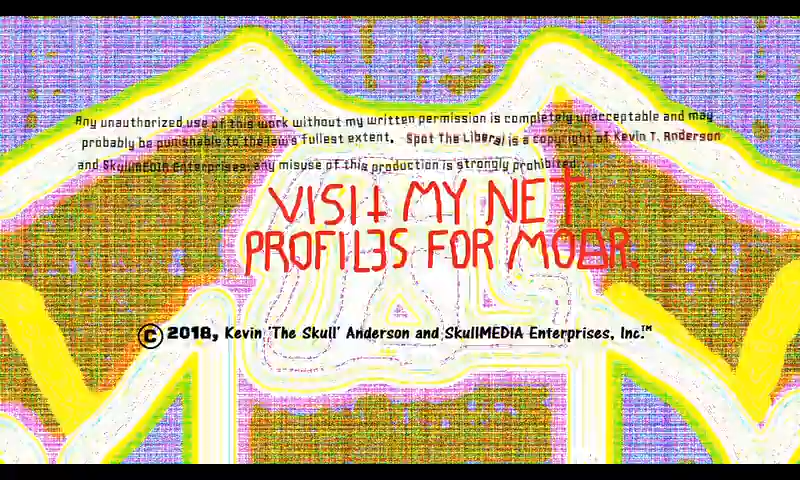 Any unauthorized use of this work without my written permission is completely unacceptable and may
probably be punishable to the law's fullest extent. Spot The Liberal is a copyright of Kevin T. Anderson
and SkullMEDIA Enterprises; any misuse of this production is strongly prohibited.
VISIt MY NEt
PROFILES FOR MOAR.
© 2018, Kevin 'The Skull' Anderson and SkullMEDIA Enterprises, Inc.™